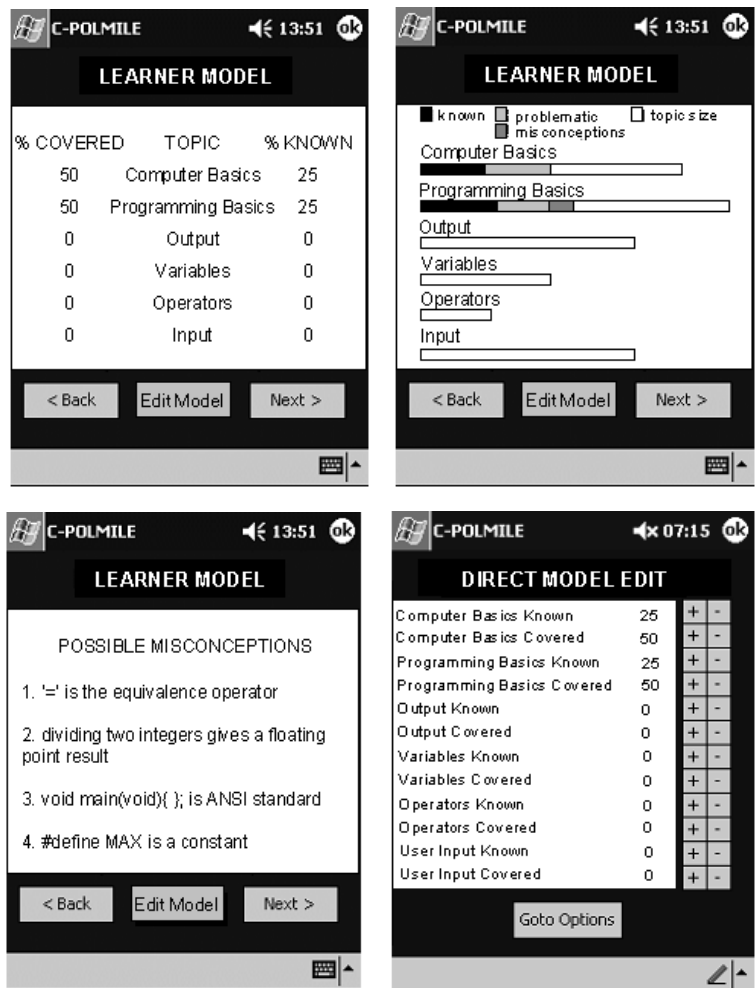 C-POLMILE 13:51 ok
LEARNER MODEL
% COVERED TOPIC % KNOWN
50 Computer Basics 25
50 Programming Basics 25
0 Output 0
0 Variables 0
0 Operators 0
0 Input 0
< Back Edit Model Next >
C-POLMILE 13:51 ok
LEARNER MODEL
known problematic topic size
misconceptions
Computer Basics
Programming Basics
Output
Variables
Operators
Input
< Back Edit Model Next >
C-POLMILE 13:51 ok
LEARNER MODEL
POSSIBLE MISCONCEPTIONS
1. '=' is the equivalence operator
2. dividing two integers gives a floating
point result
3. void main(void){ }; is ANSI standard
4. #define MAX is a constant
< Back Edit Model Next >
C-POLMILE 07:15 ok
DIRECT MODEL EDIT
Computer Basics Known 25 + -
Computer Basics Covered 50 + -
Programming Basics Known 25 + -
Programming Basics Covered 50 + -
Output Known 0 + -
Output Covered 0 + -
Variables Known 0 + -
Variables Covered 0 + -
Operators Known 0 + -
Operators Covered 0 + -
User Input Known 0 + -
User Input Covered 0 + -
Goto Options